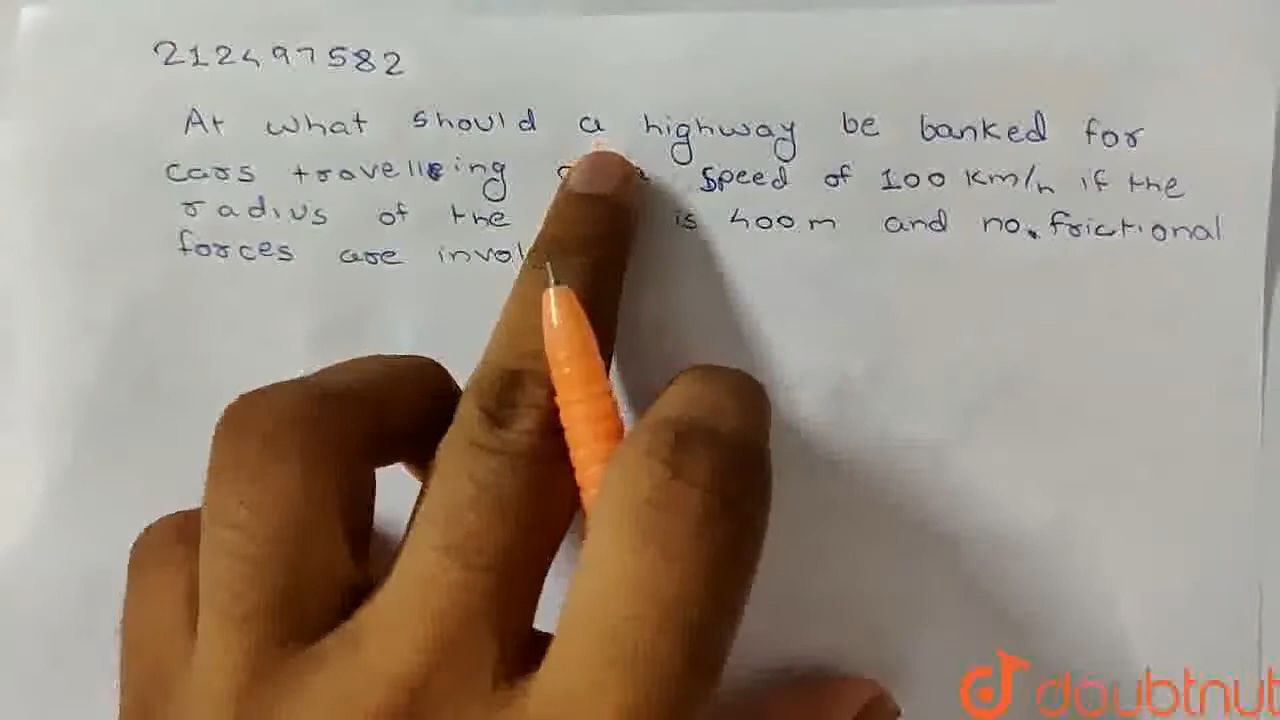 212497582
At what should a highway be banked for
cars travelling speed of 100 km/h if the
radius of the is 400 m and no. frictional
forces are invol
doubtnut